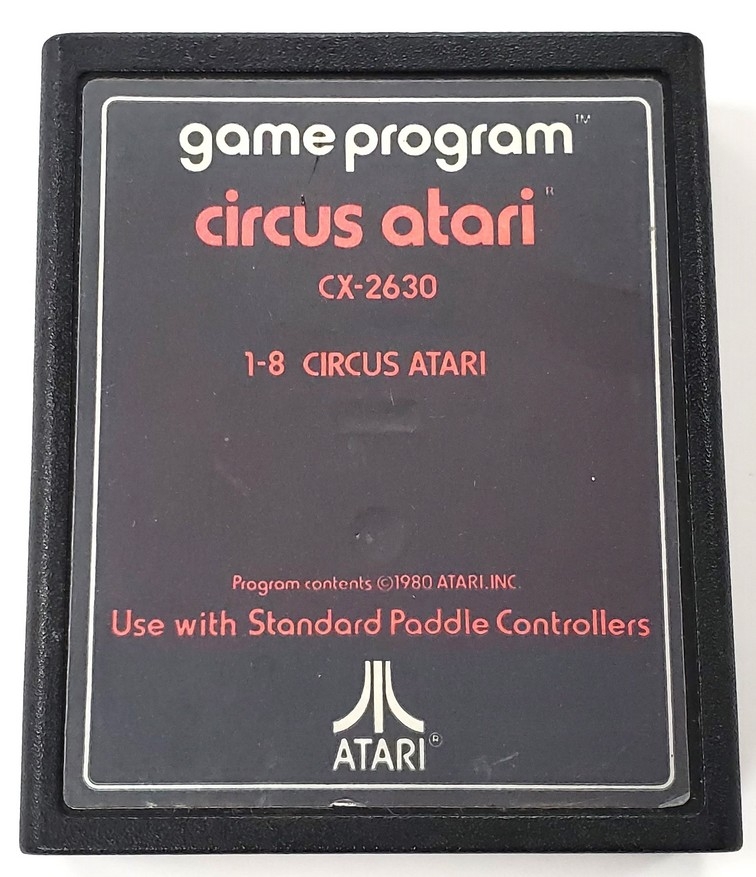 game program™
circus atari®
CX-2630
1-8 CIRCUS ATARI
Program contents ©1980 ATARI.INC.
Use with Standard Paddle Controllers
ATARI®